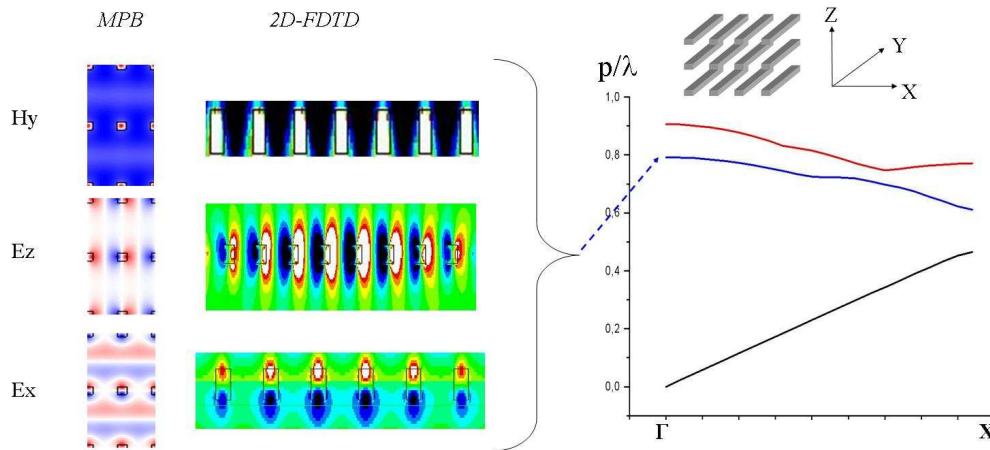 MPB
2D-FDTD
Hy
Ez
Ex
Z
Y
X
p/λ
1,0
0,8
0,6
0,4
0,2
0,0
Γ
X